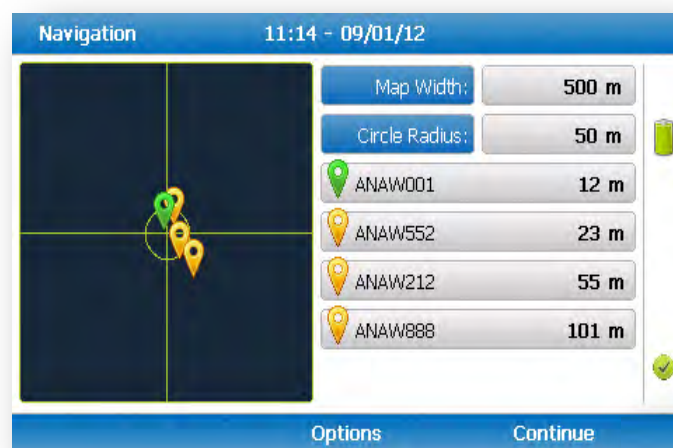 Navigation 11:14 - 09/01/12
Map Width: 500 m
Circle Radius: 50 m
ANAW001 12 m
ANAW552 23 m
ANAW212 55 m
ANAW888 101 m
Options Continue